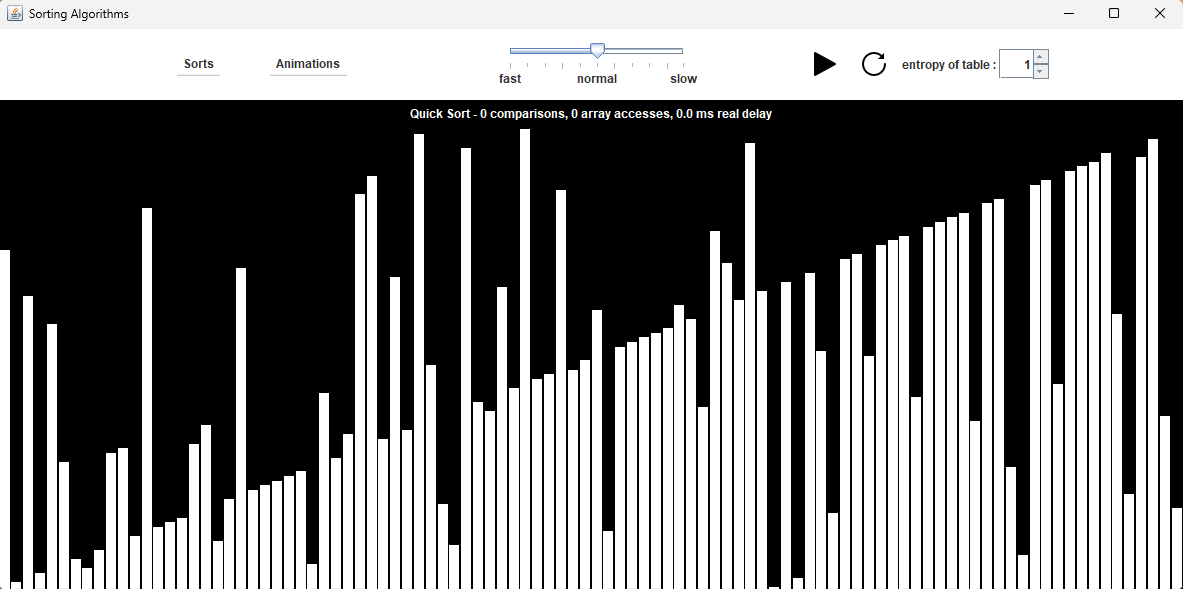 Sorting Algorithms
Sorts
Animations
fast
normal
slow
entropy of table :
1
Quick Sort - 0 comparisons, 0 array accesses, 0.0 ms real delay